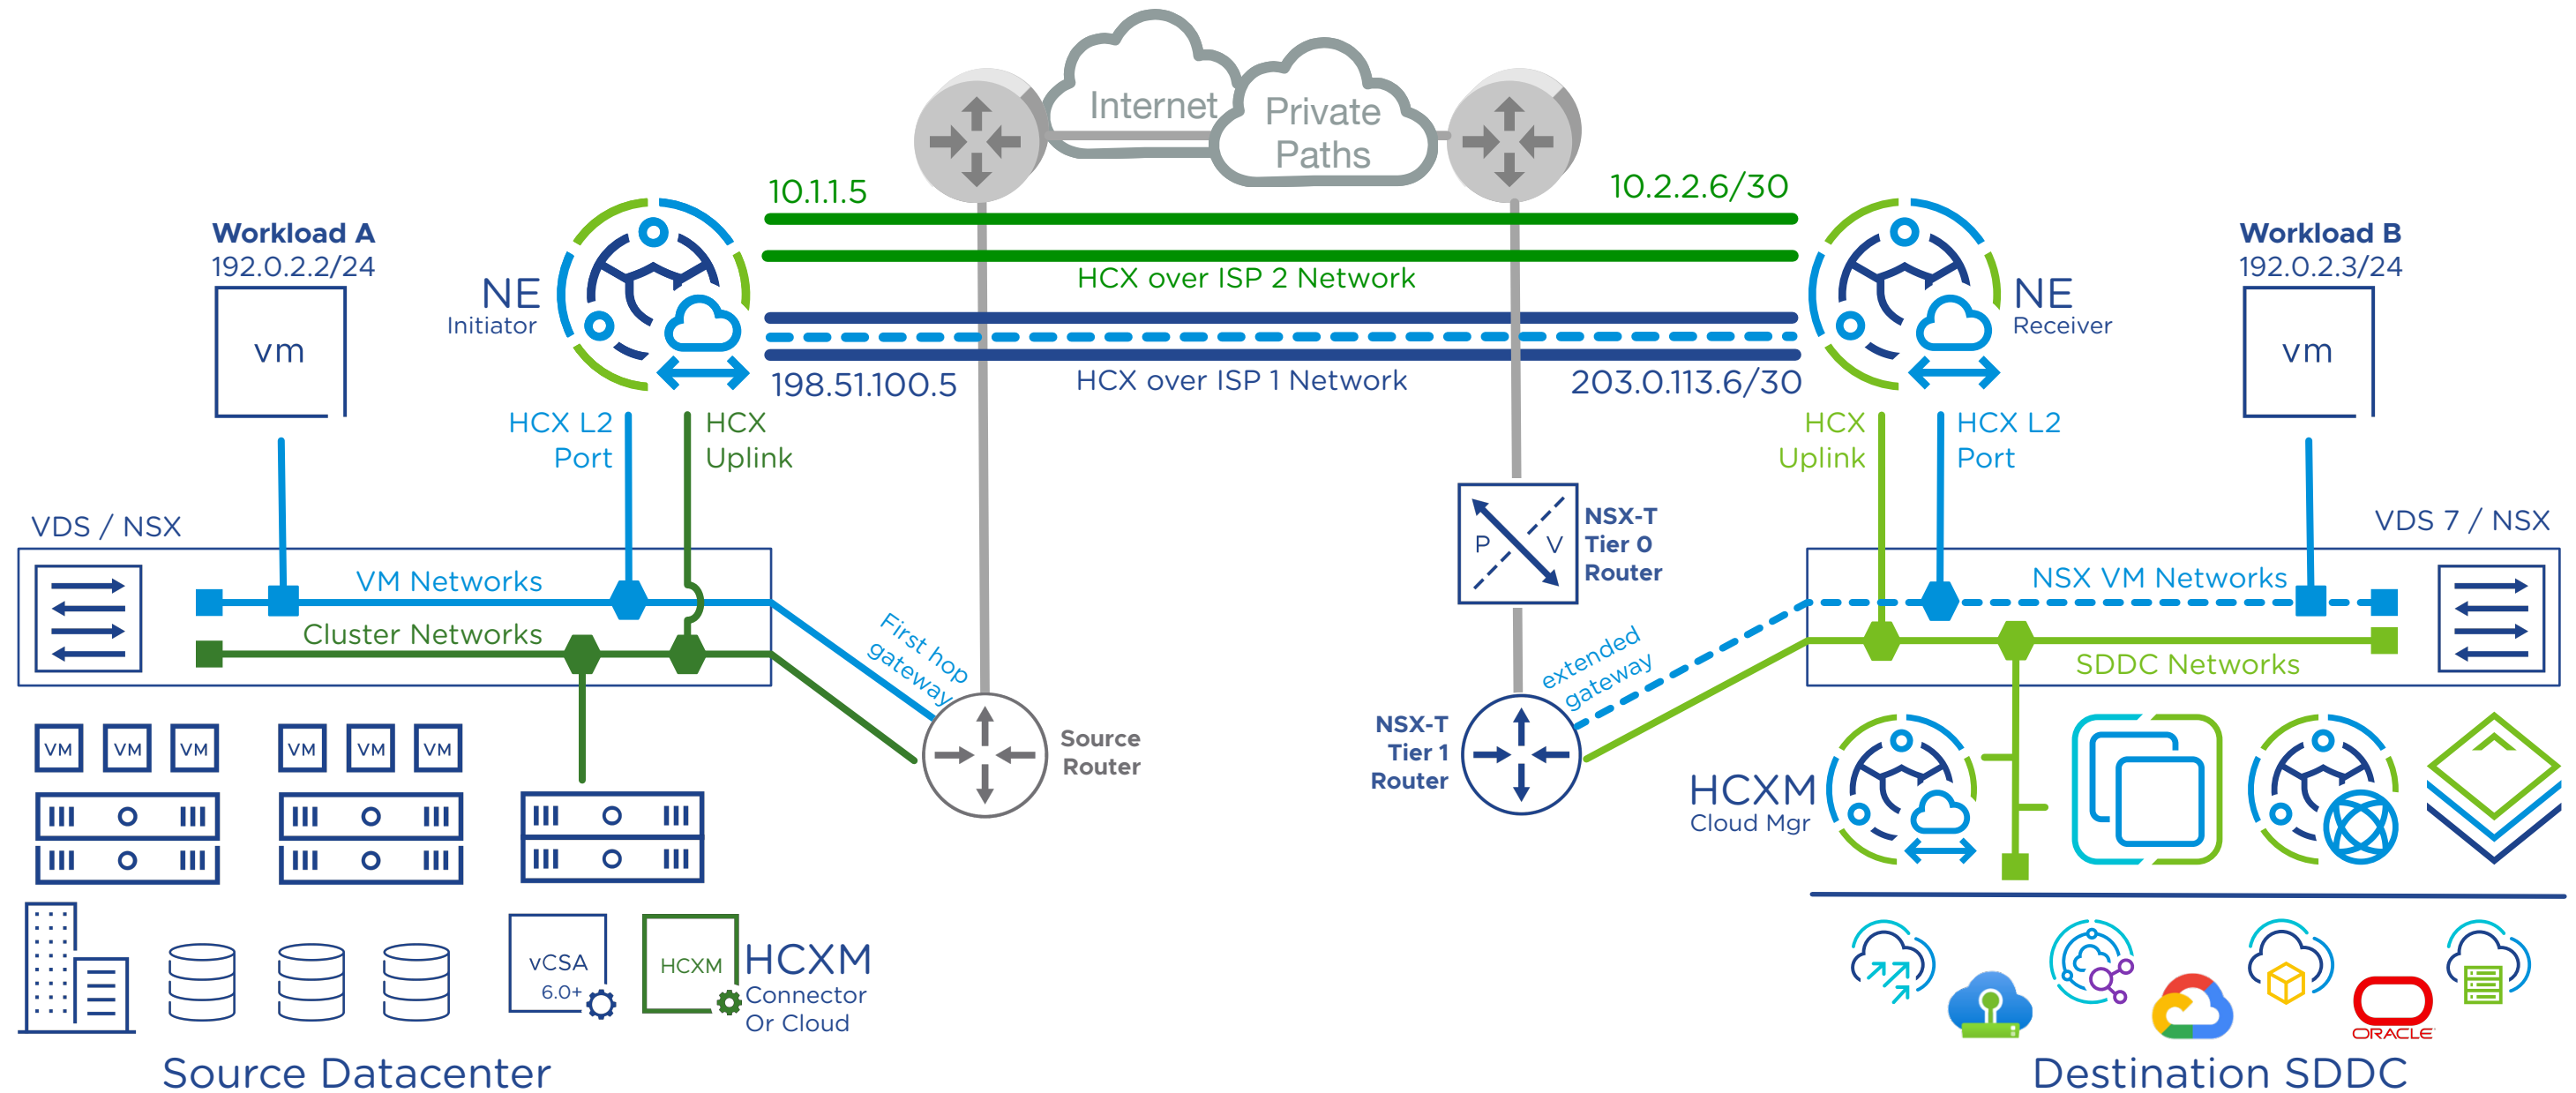 Internet
Private
Paths
10.1.1.5
10.2.2.6/30
Workload A
192.0.2.2/24
vm
NE
Initiator
HCX over ISP 2 Network
NE
Receiver
Workload B
192.0.2.3/24
vm
198.51.100.5
HCX over ISP 1 Network
203.0.113.6/30
HCX L2
Port
HCX
Uplink
HCX
Uplink
HCX L2
Port
VDS / NSX
VM Networks
Cluster Networks
First hop
gateway
P
V
NSX-T
Tier 0
Router
extended
gateway
VDS 7 / NSX
NSX VM Networks
SDDC Networks
Source
Router
NSX-T
Tier 1
Router
VM
VM
VM
VM
VM
VM
HCXM
Cloud Mgr
vCSA
6.0+
HCXM
HCXM
Connector
Or Cloud
ORACLE
Source Datacenter
Destination SDDC